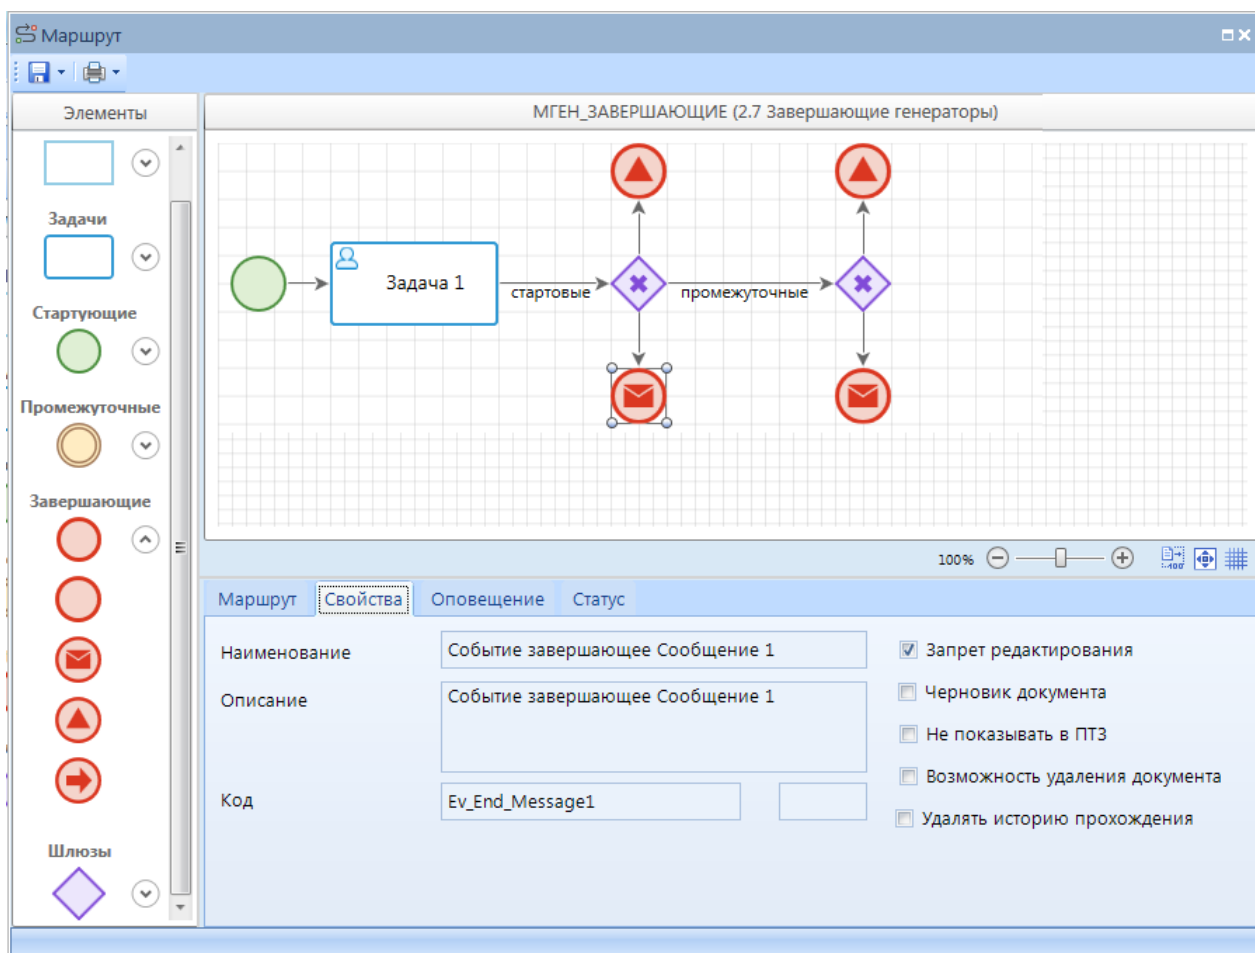 Маршрут
Элементы
МГЕН_ЗАВЕРШАЮЩИЕ (2.7 Завершающие генераторы)
Задачи
Задача 1
стартовые
промежуточные
Стартующие
Промежуточные
Завершающие
Шлюзы
100%
Маршрут
Свойства
Оповещение
Статус
Наименование
Событие завершающее Сообщение 1
Запрет редактирования
Описание
Событие завершающее Сообщение 1
Черновик документа
Не показывать в ПТЗ
Возможность удаления документа
Код
Ev_End_Message1
Удалять историю прохождения